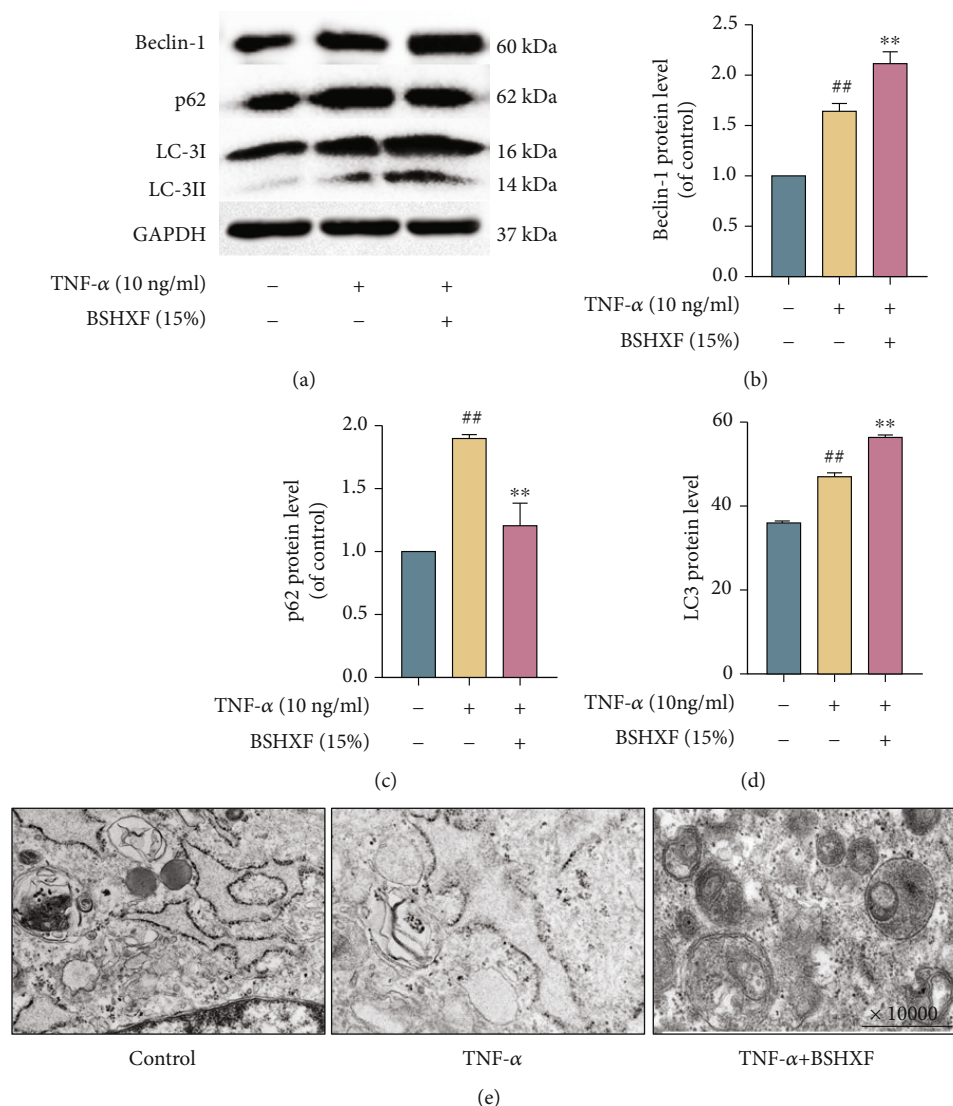 Beclin-1 60 kDa
p62 62 kDa
LC-3I 16 kDa
LC-3II 14 kDa
GAPDH 37 kDa
TNF-α (10 ng/ml) − + +
BSHXF (15%) − − +
(a)
Beclin-1 protein level
(of control)
2.5
2.0
1.5
1.0
0.5
0.0
##
**
TNF-α (10 ng/ml) − + +
BSHXF (15%) − − +
(b)
p62 protein level
(of control)
2.0
1.5
1.0
0.5
0.0
##
**
TNF-α (10 ng/ml) − + +
BSHXF (15%) − − +
(c)
LC3 protein level
60
40
20
0
##
**
TNF-α (10ng/ml) − + +
BSHXF (15%) − − +
(d)
× 10000
Control TNF-α TNF-α+BSHXF
(e)